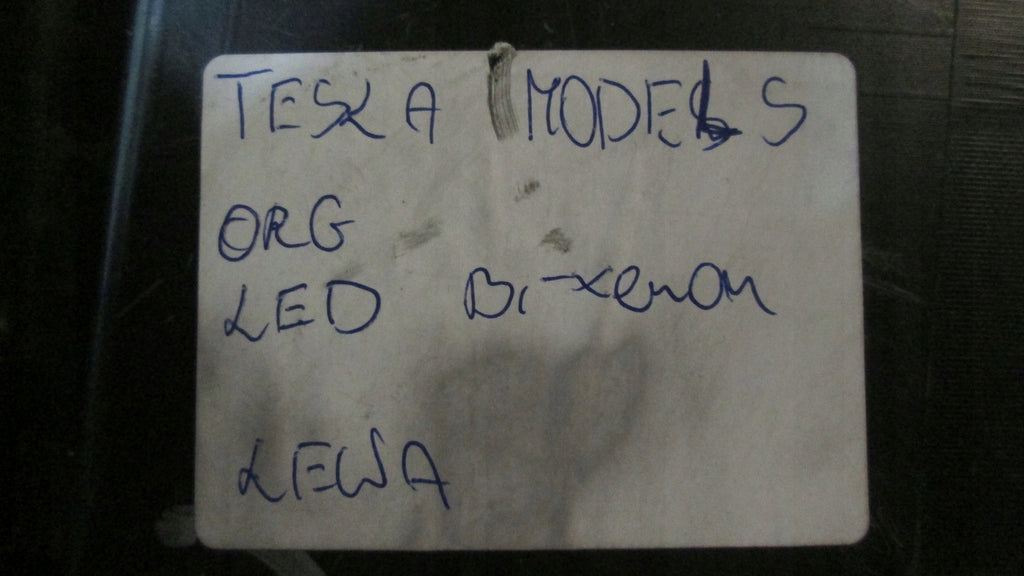 TESLA MODEL S
ORG
LED Bi-xenon
LEWA